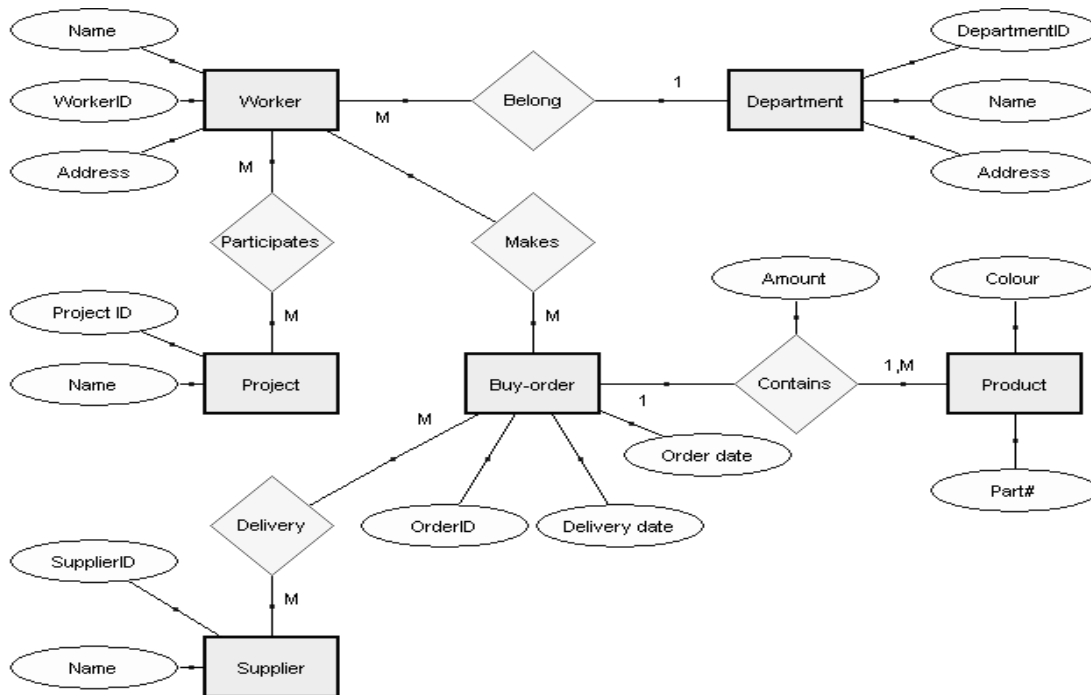 Name
DepartmentID
WorkerID
Worker
M
Belong
1
Department
Name
Address
M
Address
Participates
Makes
Amount
Colour
Project ID
M
M
Name
Project
Buy-order
1
Contains
1,M
Product
M
Order date
Delivery
OrderID
Delivery date
Part#
SupplierID
M
Name
Supplier